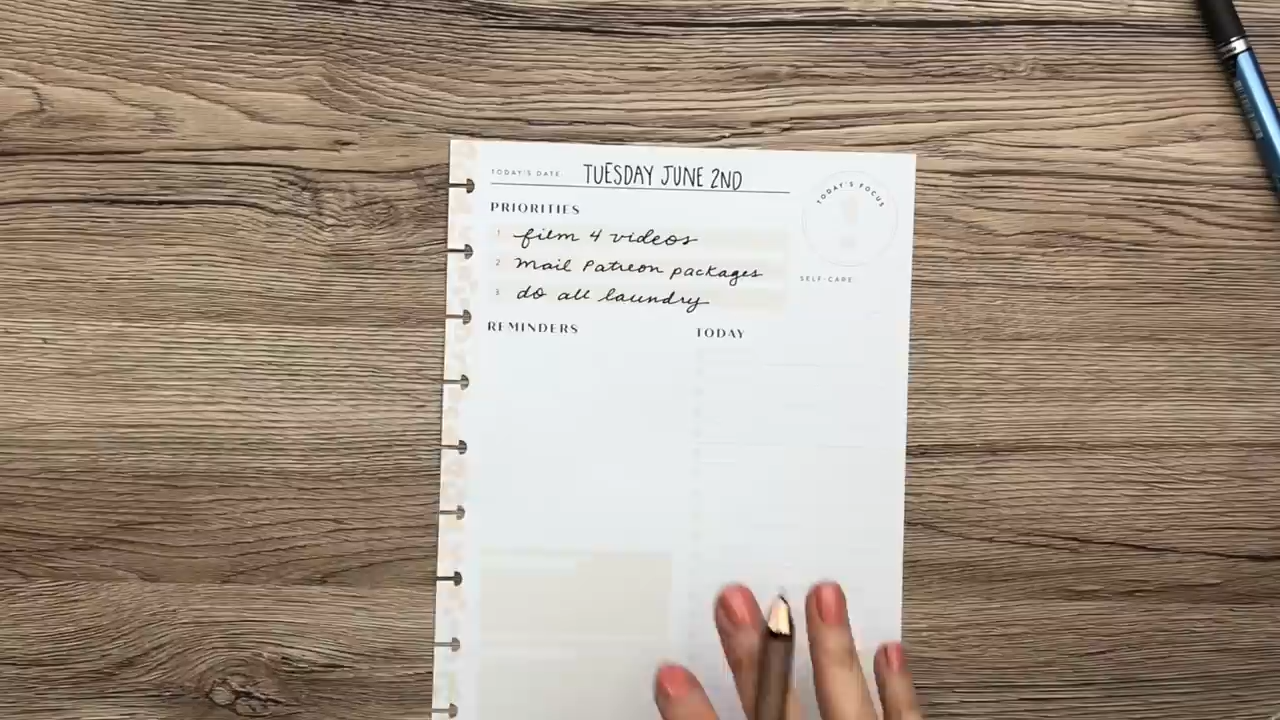 TODAY'S DATE TUESDAY JUNE 2ND
TODAY'S FOCUS
PRIORITIES
1 film 4 videos
2 mail Patreon packages
3 do all laundry
SELF-CARE
REMINDERS
TODAY